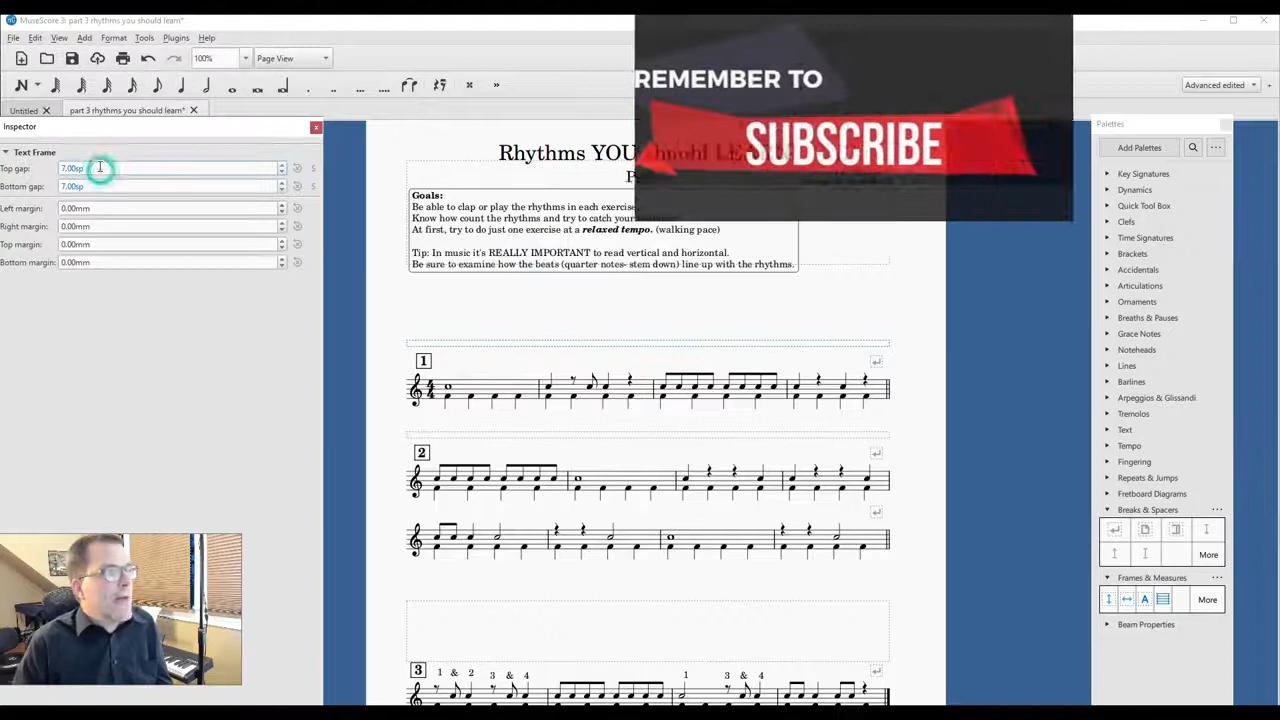 MuseScore 3: part 3 rhythms you should learn*
File Edit View Add Format Tools Plugins Help
100% Page View
N »
Advanced edited
Untitled part 3 rhythms you should learn*
Inspector
Text Frame
Top gap: 7.00sp S
Bottom gap: 7.00sp S
Left margin: 0.00mm
Right margin: 0.00mm
Top margin: 0.00mm
Bottom margin: 0.00mm
REMEMBER TO
SUBSCRIBE
Rhythms YOU
Goals:
Be able to clap or play the rhythms in each exercise.
Know how count the rhythms and try to catch your
At first, try to do just one exercise at a relaxed tempo. (walking pace)
Tip: In music it's REALLY IMPORTANT to read vertical and horizontal.
Be sure to examine how the beats (quarter notes- stem down) line up with the rhythms.
1
4
4
2
3 1 & 2 3 & 4 1 3 & 4
Palettes
Add Palettes ...
Key Signatures
Dynamics
Quick Tool Box
Clefs
Time Signatures
Brackets
Accidentals
Articulations
Ornaments
Breaths & Pauses
Grace Notes
Noteheads
Lines
Barlines
Arpeggios & Glissandi
Tremolos
Text
Tempo
Fingering
Repeats & Jumps
Fretboard Diagrams
Breaks & Spacers ...
More
Frames & Measures ...
A More
Beam Properties